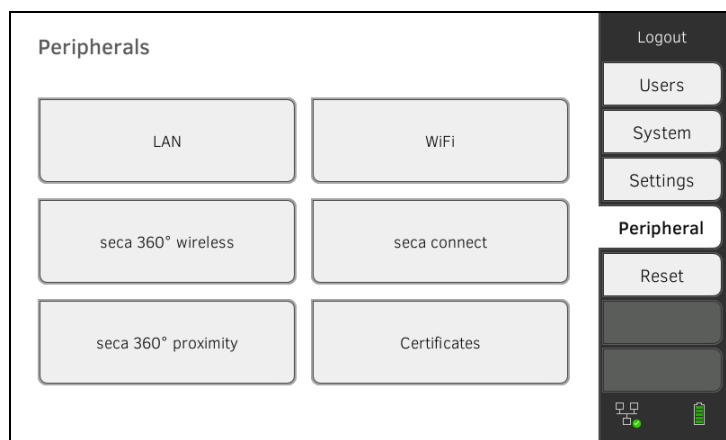 Peripherals
LAN
WiFi
seca 360° wireless
seca connect
seca 360° proximity
Certificates
Logout
Users
System
Settings
Peripheral
Reset